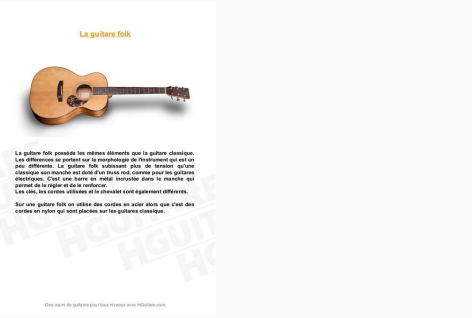 La guitare folk
La guitare folk possède les mêmes éléments que la guitare classique.
Les différences se portent sur la morphologie de l'instrument qui est un
peu différente. La guitare folk subissant plus de tension qu'une
classique son manche est doté d'un truss rod, comme pour les guitares
électriques. C'est une barre en métal incrustée dans le manche qui
permet de le régler et de le renforcer.
Les clés, les cordes utilisées et le chevalet sont également différents.
Sur une guitare folk on utilise des cordes en acier alors que c'est des
cordes en nylon qui sont placées sur les guitares classique.
HGUITARE
HGUITARE
Des cours de guitares pour tous niveaux avec HGuitare.com